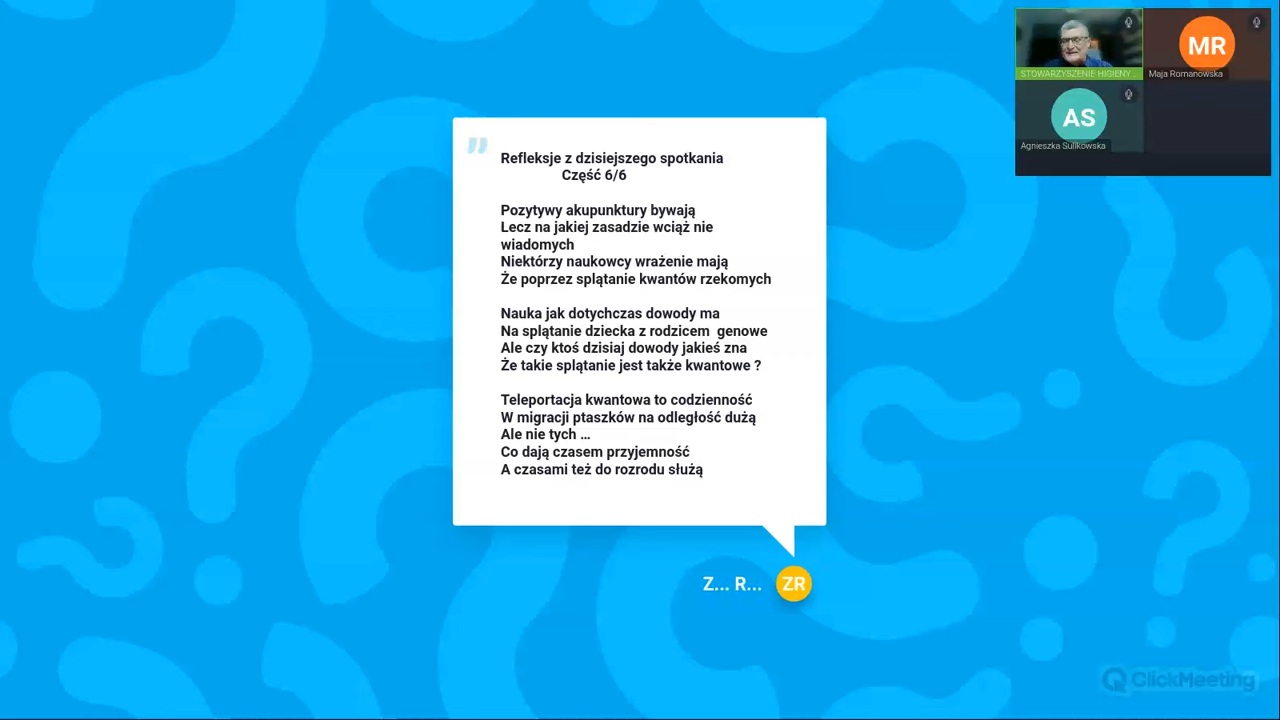 MR
STOWARZYSZENIE HIGIENY...
Maja Romanowska
AS
Agnieszka Sulikowska
Refleksje z dzisiejszego spotkania
Część 6/6
Pozytywy akupunktury bywają
Lecz na jakiej zasadzie wciąż nie
wiadomych
Niektórzy naukowcy wrażenie mają
Że poprzez splątanie kwantów rzekomych
Nauka jak dotychczas dowody ma
Na splątanie dziecka z rodzicem genowe
Ale czy ktoś dzisiaj dowody jakieś zna
Że takie splątanie jest także kwantowe ?
Teleportacja kwantowa to codzienność
W migracji ptaszków na odległość dużą
Ale nie tych ...
Co dają czasem przyjemność
A czasami też do rozrodu służą
Z... R... ZR
ClickMeeting